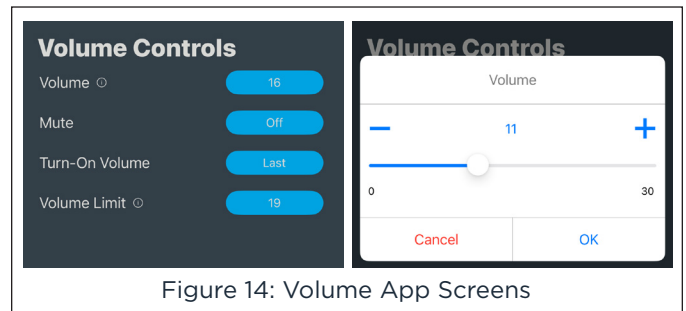 Volume Controls
Volume ⓘ 16
Mute Off
Turn-On Volume Last
Volume Limit ⓘ 19
Volume Controls
Volume
− 11 +
0 30
Cancel OK
Figure 14: Volume App Screens